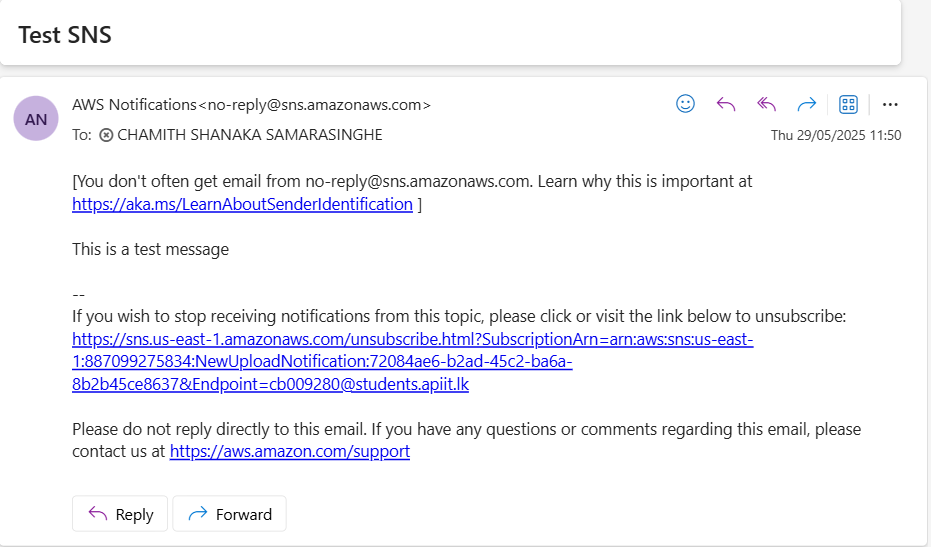 Test SNS
AN
AWS Notifications<no-reply@sns.amazonaws.com>
To: CHAMITH SHANAKA SAMARASINGHE
Thu 29/05/2025 11:50
[You don't often get email from no-reply@sns.amazonaws.com. Learn why this is important at
https://aka.ms/LearnAboutSenderIdentification ]
This is a test message
--
If you wish to stop receiving notifications from this topic, please click or visit the link below to unsubscribe:
https://sns.us-east-1.amazonaws.com/unsubscribe.html?SubscriptionArn=arn:aws:sns:us-east-
1:887099275834:NewUploadNotification:72084ae6-b2ad-45c2-ba6a-
8b2b45ce8637&Endpoint=cb009280@students.apiit.lk
Please do not reply directly to this email. If you have any questions or comments regarding this email, please
contact us at https://aws.amazon.com/support
Reply
Forward